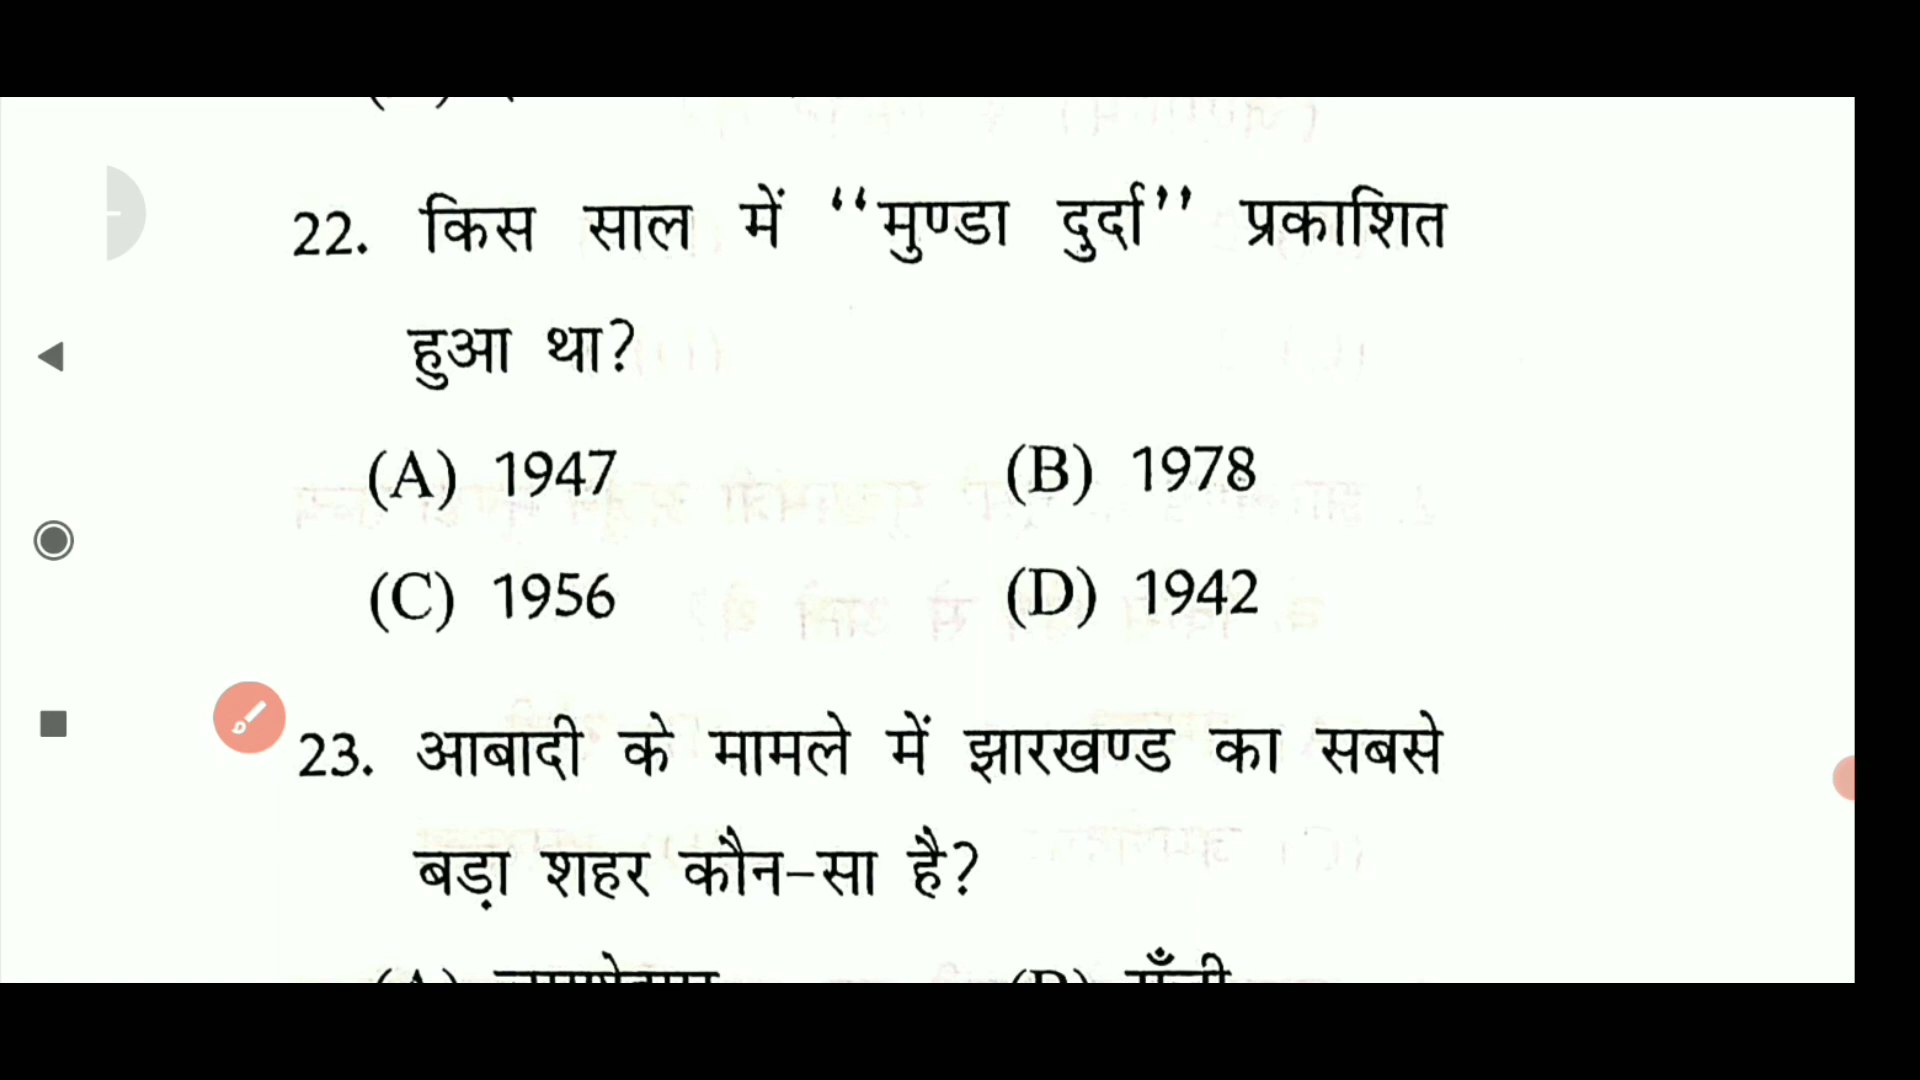 22. किस साल में “मुण्डा दुर्दा” प्रकाशित
हुआ था?
(A) 1947 (B) 1978
(C) 1956 (D) 1942
23. आबादी के मामले में झारखण्ड का सबसे
बड़ा शहर कौन-सा है?